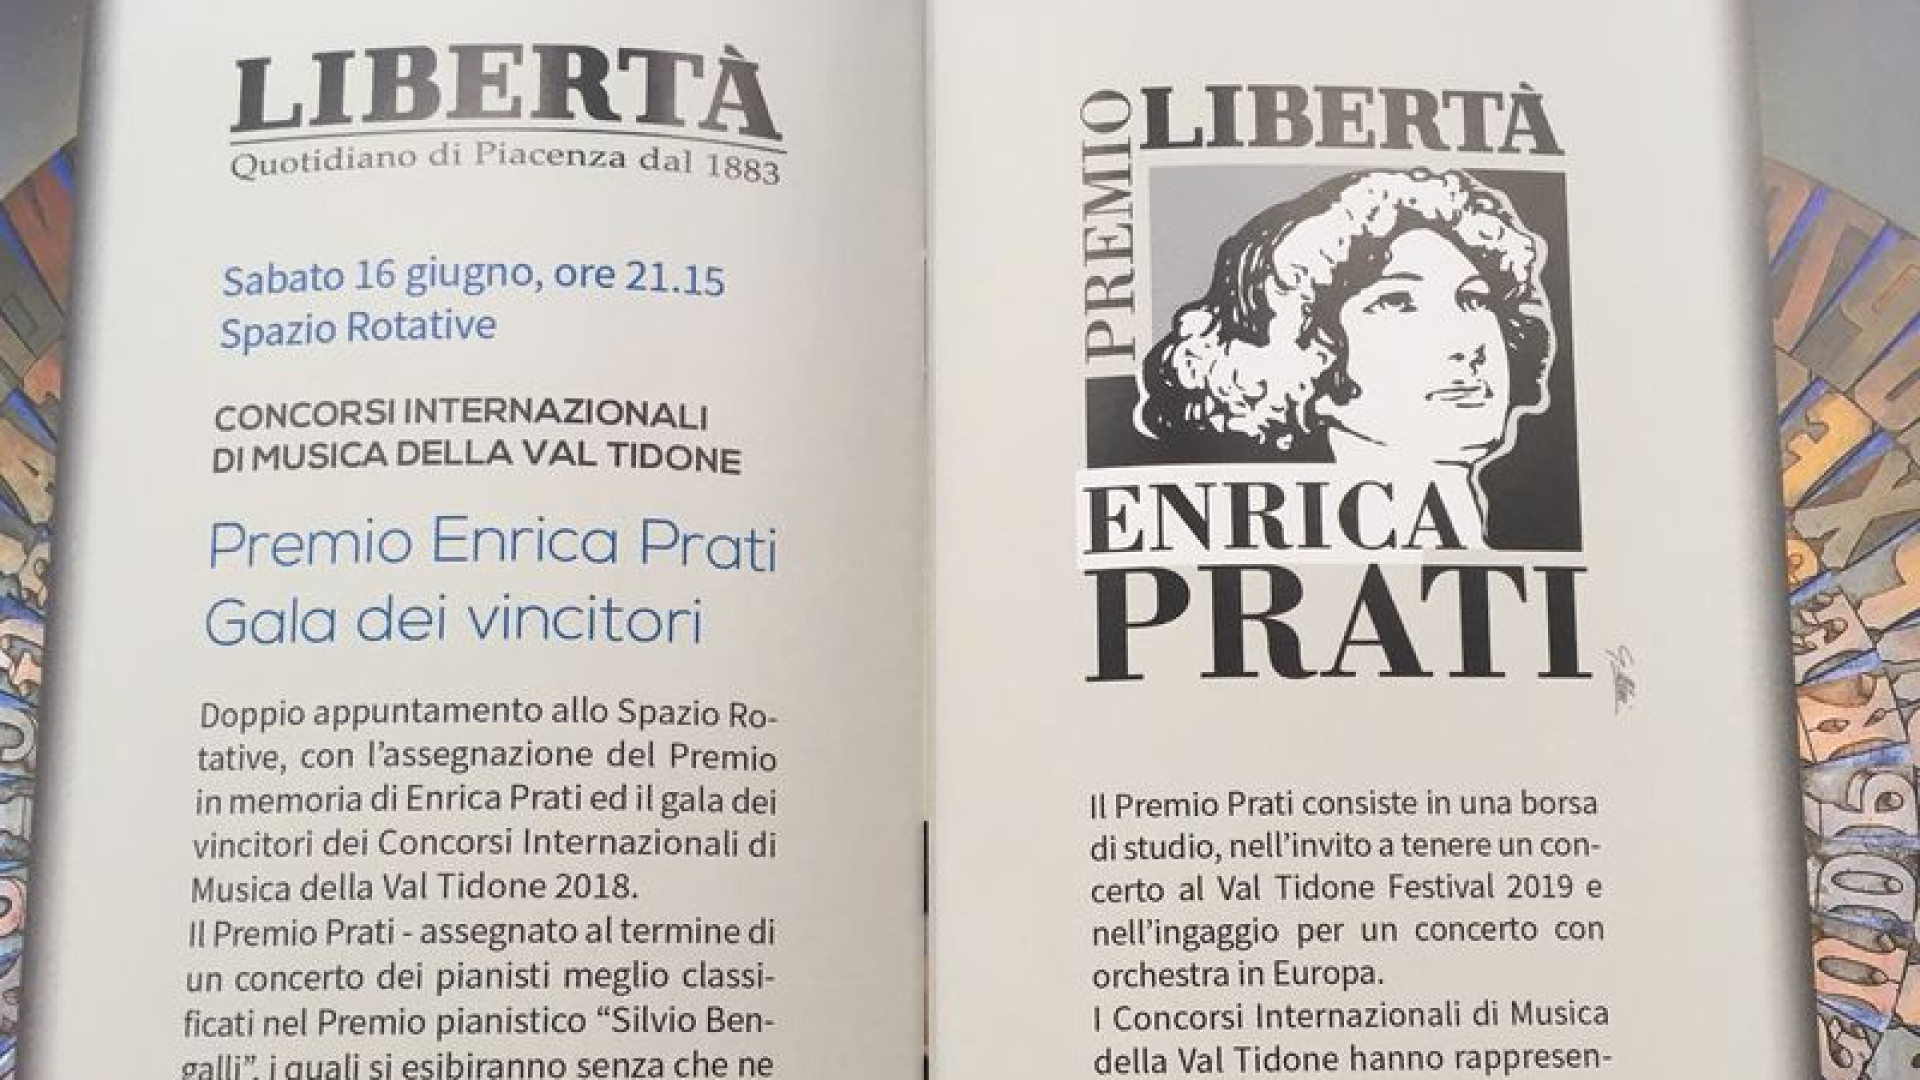 LIBERTÀ
Quotidiano di Piacenza dal 1883
Sabato 16 giugno, ore 21.15
Spazio Rotative
CONCORSI INTERNAZIONALI
DI MUSICA DELLA VAL TIDONE
Premio Enrica Prati
Gala dei vincitori
Doppio appuntamento allo Spazio Ro-
tative, con l'assegnazione del Premio
in memoria di Enrica Prati ed il gala dei
vincitori dei Concorsi Internazionali di
Musica della Val Tidone 2018.
Il Premio Prati - assegnato al termine di
un concerto dei pianisti meglio classi-
ficati nel Premio pianistico “Silvio Ben-
galli”, i quali si esibiranno senza che ne
PREMIO
LIBERTÀ
ENRICA
PRATI
Il Premio Prati consiste in una borsa
di studio, nell'invito a tenere un con-
certo al Val Tidone Festival 2019 e
nell'ingaggio per un concerto con
orchestra in Europa.
I Concorsi Internazionali di Musica
della Val Tidone hanno rappresen-